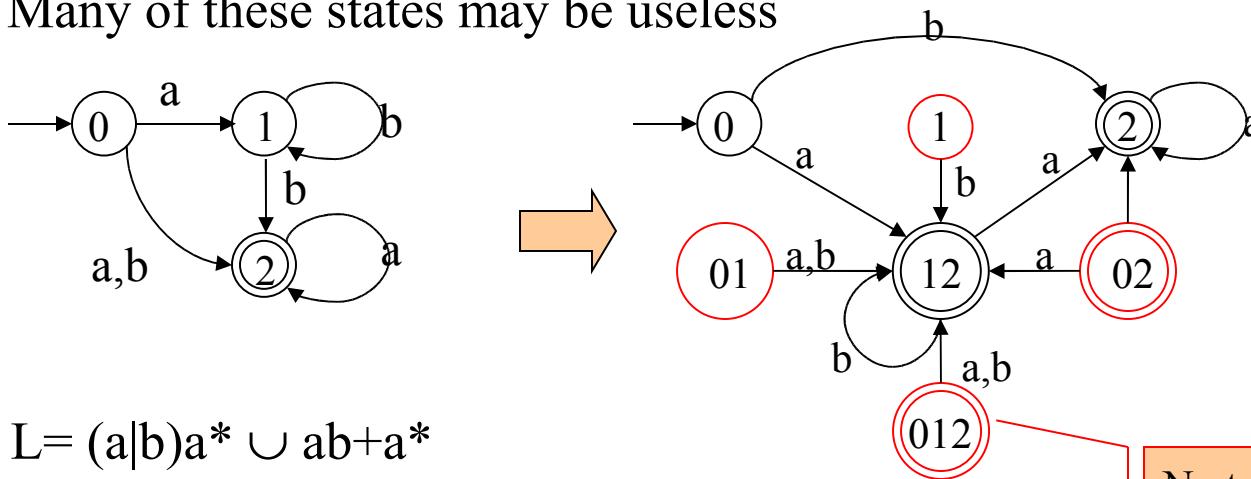 Many of these states may be useless
b
a
0
1
b
b
a,b
2
a
0
1
2
a
b
a
01
a,b
12
a
02
b
a,b
012
L= (a|b)a* ∪ ab+a*